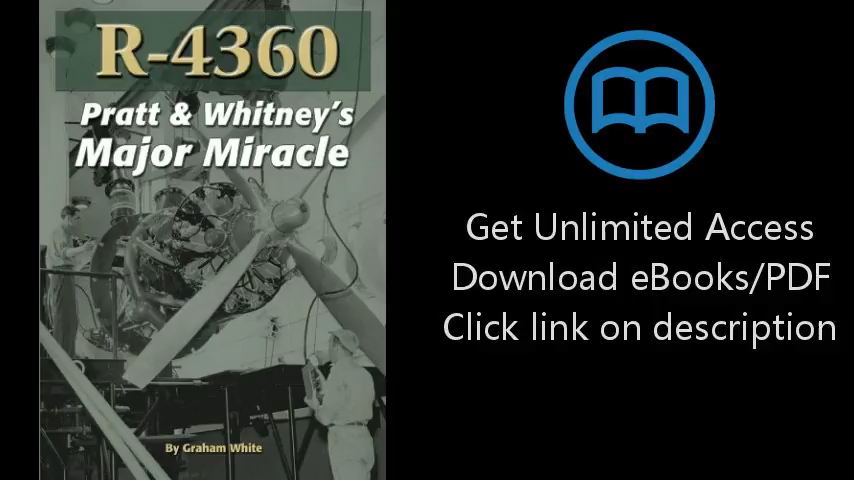 R-4360
Pratt & Whitney's
Major Miracle
By Graham White
Get Unlimited Access
Download eBooks/PDF
Click link on description